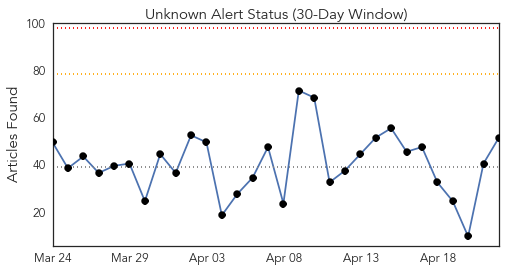 Unknown Alert Status (30-Day Window)
Articles Found
100
80
60
40
20
Mar 24
Mar 29
Apr 03
Apr 08
Apr 13
Apr 18